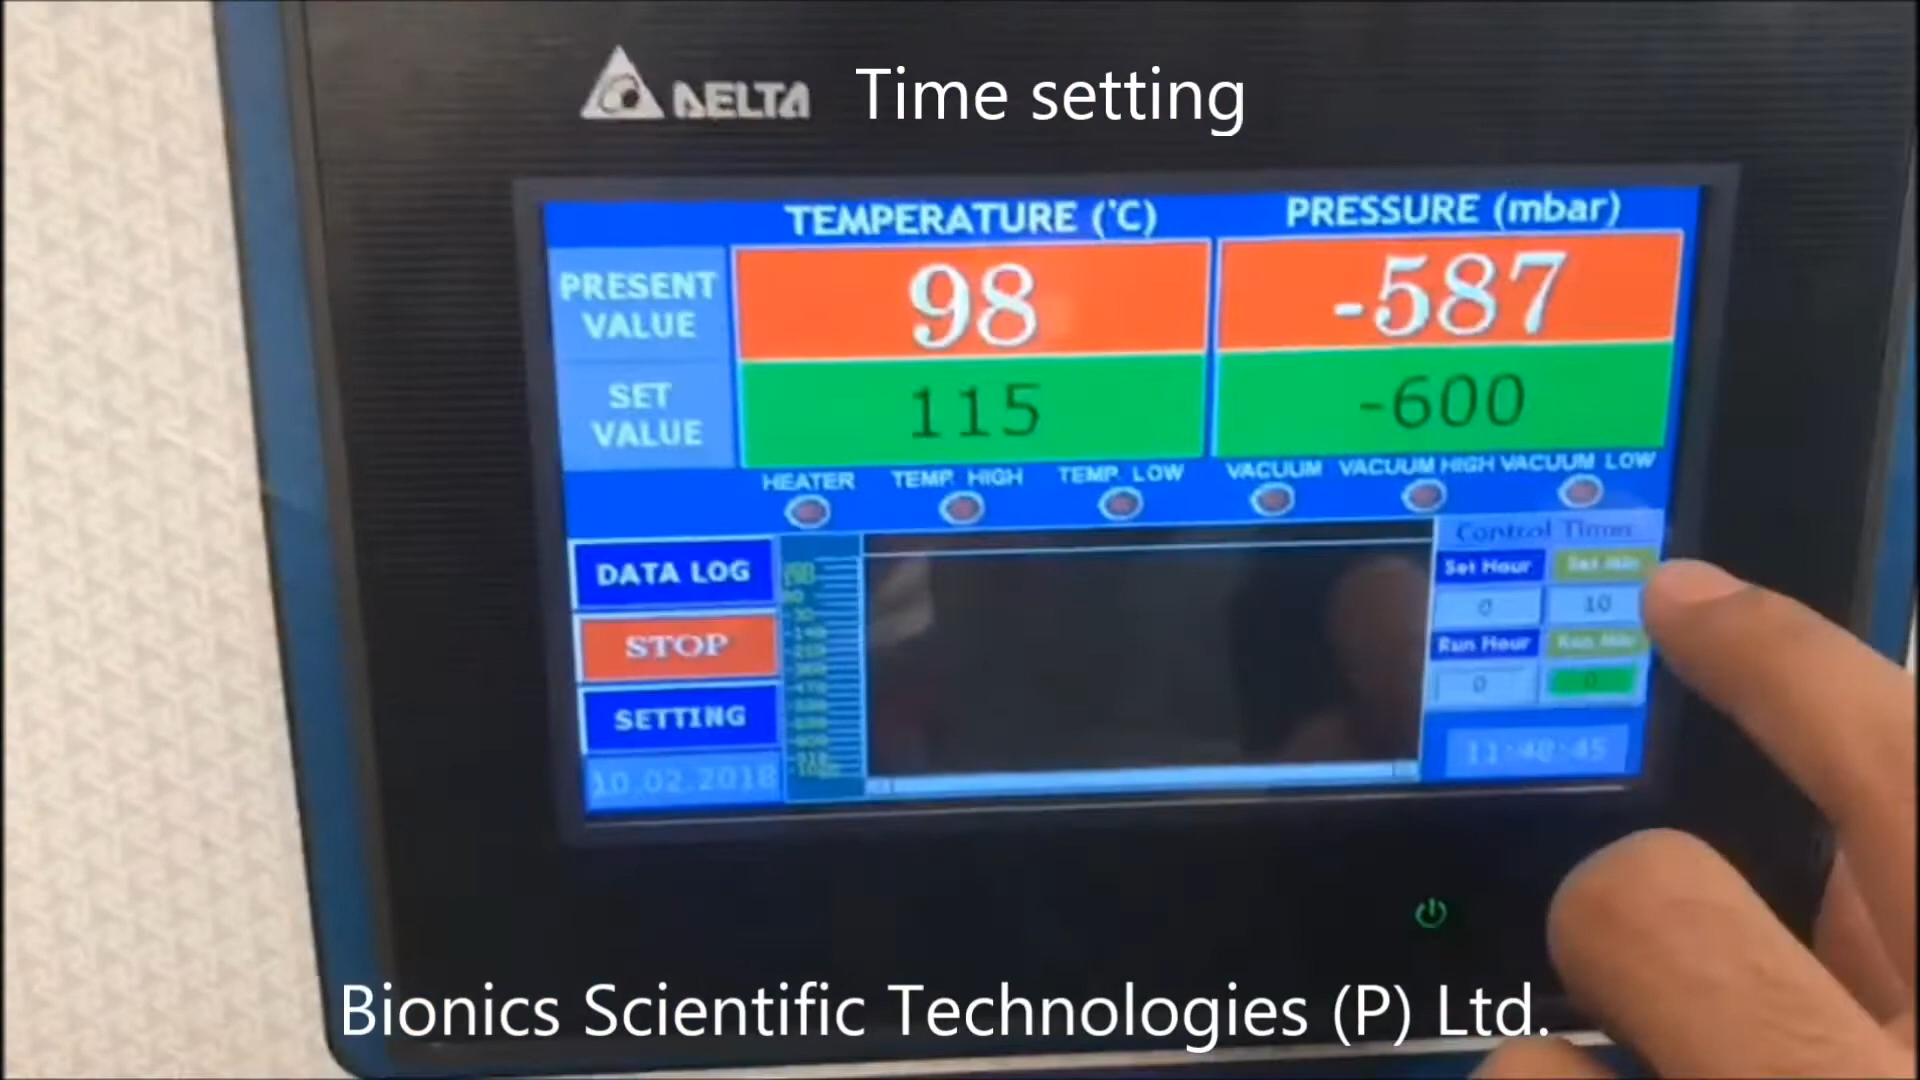 DELTA Time setting
TEMPERATURE (°C) PRESSURE (mbar)
PRESENT VALUE 98 -587
SET VALUE 115 -600
HEATER TEMP. HIGH TEMP. LOW VACUUM VACUUM HIGH VACUUM LOW
Control Timer
DATA LOG Set Hour Set Min
0 10
STOP Run Hour Run Min
0 0
SETTING
10.02.2018 11:48:45
Bionics Scientific Technologies (P) Ltd.